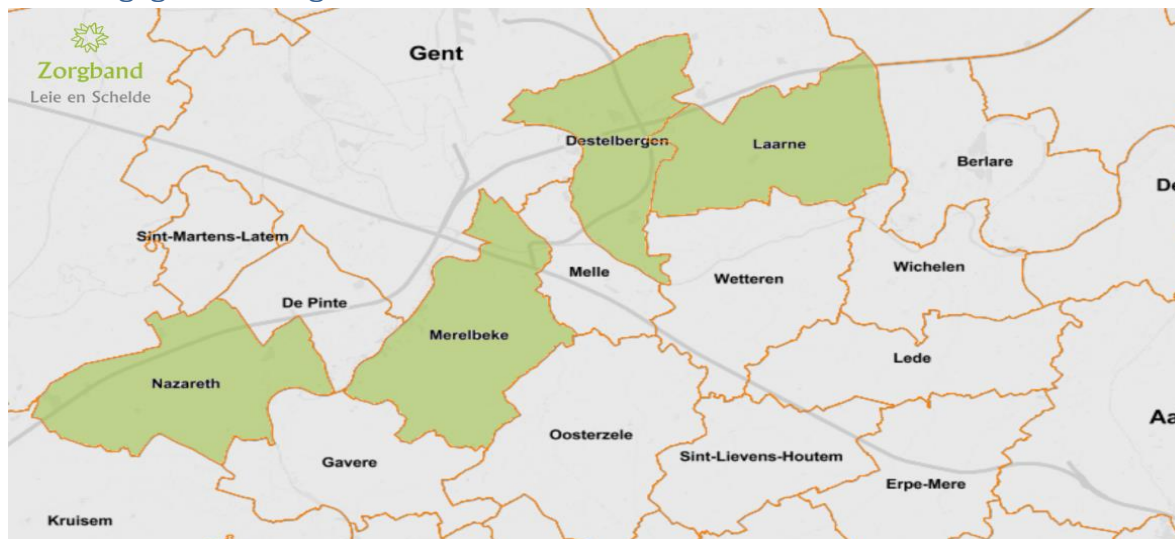 Zorgband
Leie en Schelde
Gent
Destelbergen
Laarne
Berlare
Sint-Martens-Latem
Melle
Wetteren
Wichelen
De Pinte
Merelbeke
Lede
Nazareth
Oosterzele
Gavere
Sint-Lievens-Houtem
Erpe-Mere
Kruisem